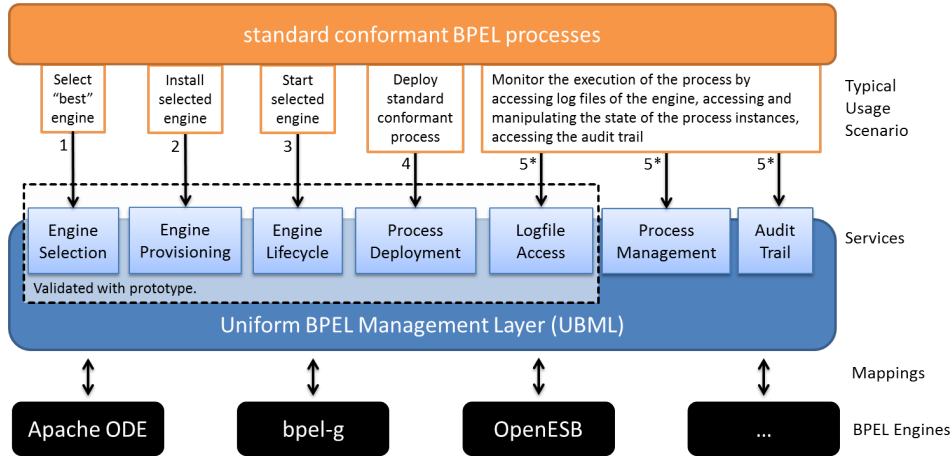 standard conformant BPEL processes
Select
“best”
engine
Install
selected
engine
Start
selected
engine
Deploy
standard
conformant
process
Monitor the execution of the process by
accessing log files of the engine, accessing and
manipulating the state of the process instances,
accessing the audit trail
Typical
Usage
Scenario
1
2
3
4
5*
5*
5*
Engine
Selection
Engine
Provisioning
Engine
Lifecycle
Process
Deployment
Logfile
Access
Process
Management
Audit
Trail
Services
Validated with prototype.
Uniform BPEL Management Layer (UBML)
Mappings
Apache ODE
bpel-g
OpenESB
...
BPEL Engines